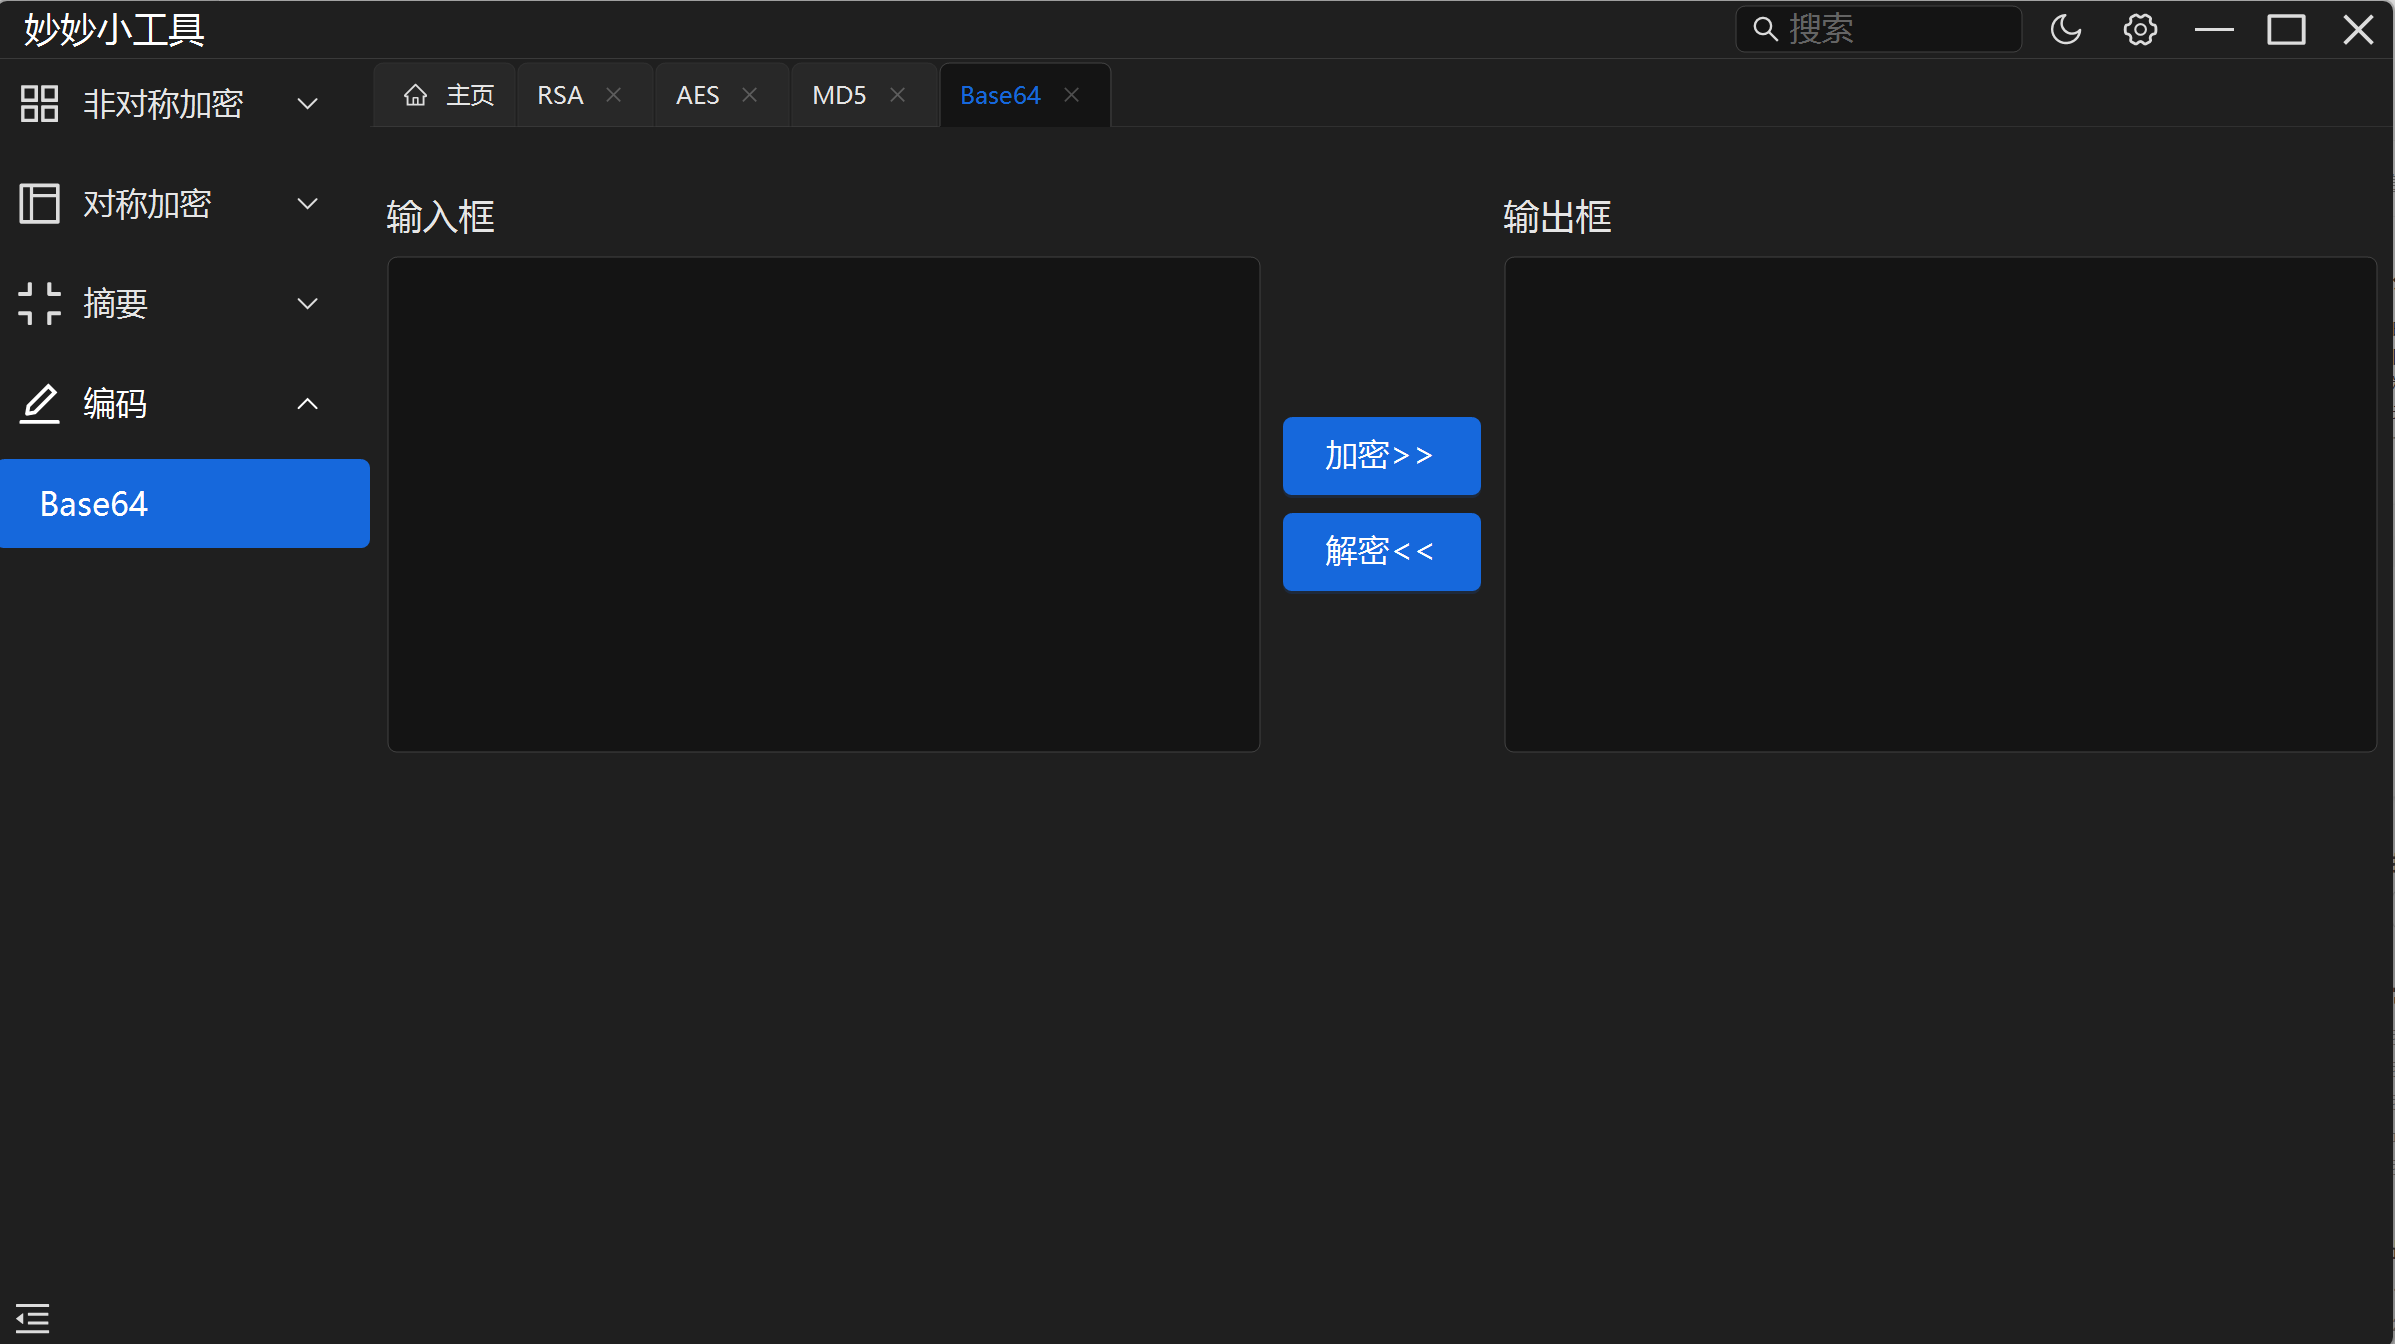 妙妙小工具
搜索
主页 RSA AES MD5 Base64
非对称加密
对称加密
摘要
编码
Base64
输入框
加密>>
解密<<
输出框